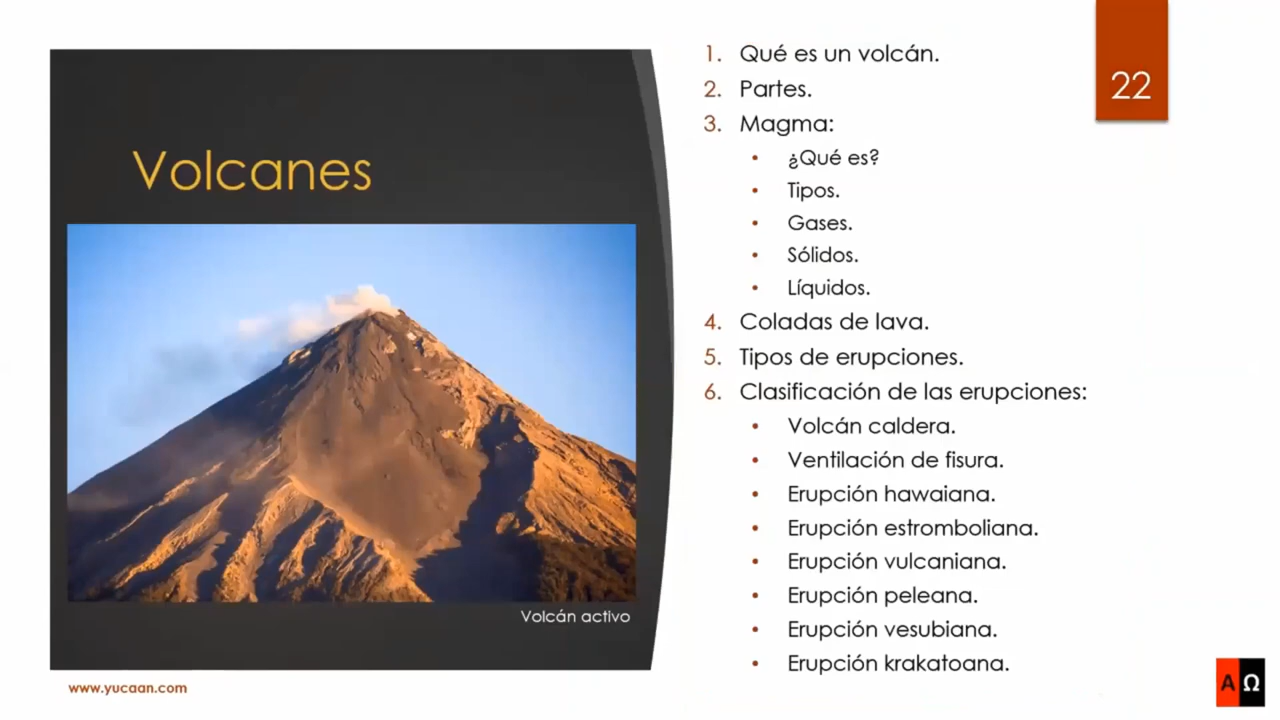 Volcanes
Volcán activo
www.yucaan.com
1. Qué es un volcán.
2. Partes.
3. Magma:
• ¿Qué es?
• Tipos.
• Gases.
• Sólidos.
• Líquidos.
4. Coladas de lava.
5. Tipos de erupciones.
6. Clasificación de las erupciones:
• Volcán caldera.
• Ventilación de fisura.
• Erupción hawaiana.
• Erupción estromboliana.
• Erupción vulcaniana.
• Erupción peleana.
• Erupción vesubiana.
• Erupción krakatoana.
22
AΩ